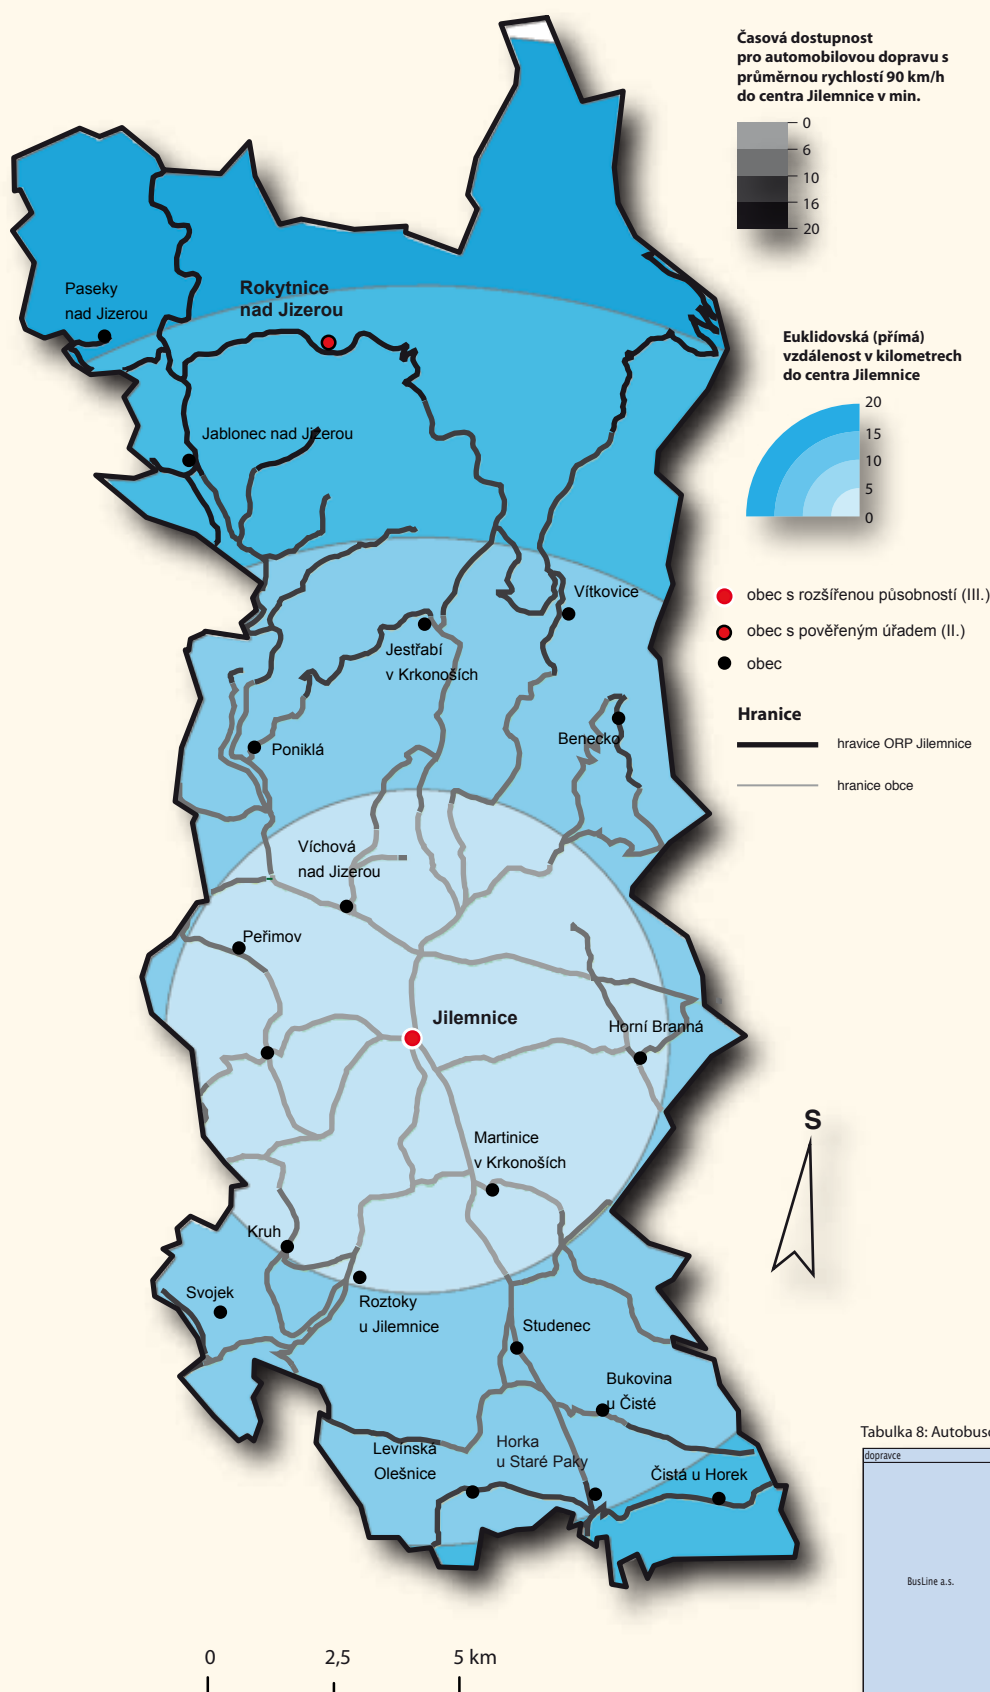 Časová dostupnost
pro automobilovou dopravu s
průměrnou rychlostí 90 km/h
do centra Jilemnice v min.
0
6
10
16
20
Paseky
nad Jizerou
Rokytnice
nad Jizerou
Euklidovská (přímá)
vzdálenost v kilometrech
do centra Jilemnice
20
15
10
5
0
Jablonec nad Jizerou
Vítkovice
obec s rozšířenou působností (III.)
obec s pověřeným úřadem (II.)
obec
Jestřabí
v Krkonoších
Hranice
hravice ORP Jilemnice
hranice obce
Benecko
Poniklá
Víchová
nad Jizerou
Peřimov
Jilemnice
Horní Branná
S
Martinice
v Krkonoších
Kruh
Svojek
Roztoky
u Jilemnice
Studenec
Bukovina
u Čisté
Levínská
Olešnice
Horka
u Staré Paky
Čistá u Horek
Tabulka 8: Autobuso
dopravce
BusLine a.s.
0
2,5
5 km